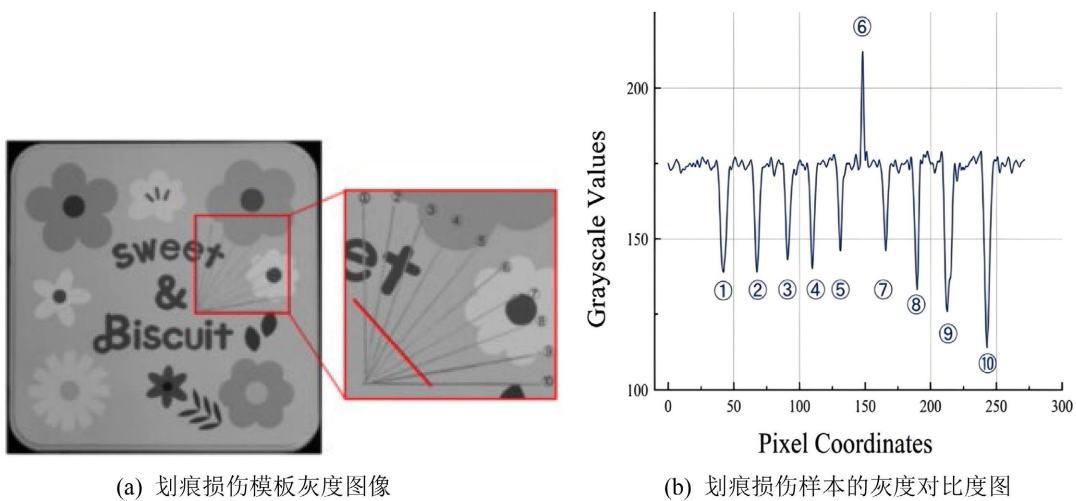 sweet
&
Biscuit
et
① 2 3 4 5 6 7 8 9 10
Grayscale Values
200
150
100
⑥
① ② ③ ④ ⑤ ⑦ ⑧ ⑨ ⑩
0 50 100 150 200 250 300
Pixel Coordinates
(a) 划痕损伤模板灰度图像
(b) 划痕损伤样本的灰度对比度图